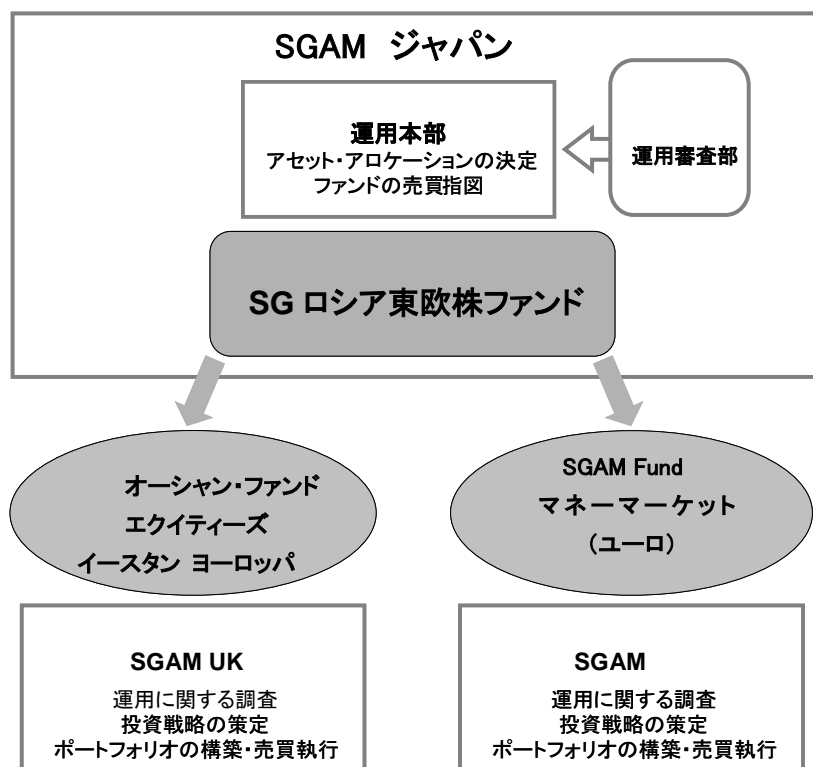 SGAM ジャパン
運用本部
アセット・アロケーションの決定
ファンドの売買指図
運用審査部
SG ロシア東欧株ファンド
オーシャン・ファンド
エクイティーズ
イースタン ヨーロッパ
SGAM Fund
マネーマーケット
(ユーロ)
SGAM UK
運用に関する調査
投資戦略の策定
ポートフォリオの構築・売買執行
SGAM
運用に関する調査
投資戦略の策定
ポートフォリオの構築・売買執行